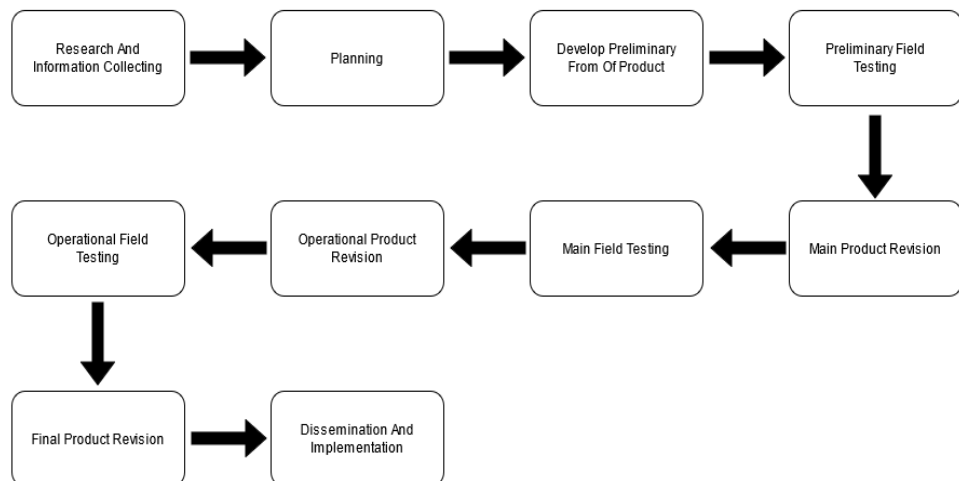 Research And
Information Collecting
Planning
Develop Preliminary
From Of Product
Preliminary Field
Testing
Main Product Revision
Main Field Testing
Operational Product
Revision
Operational Field
Testing
Final Product Revision
Dissemination And
Implementation